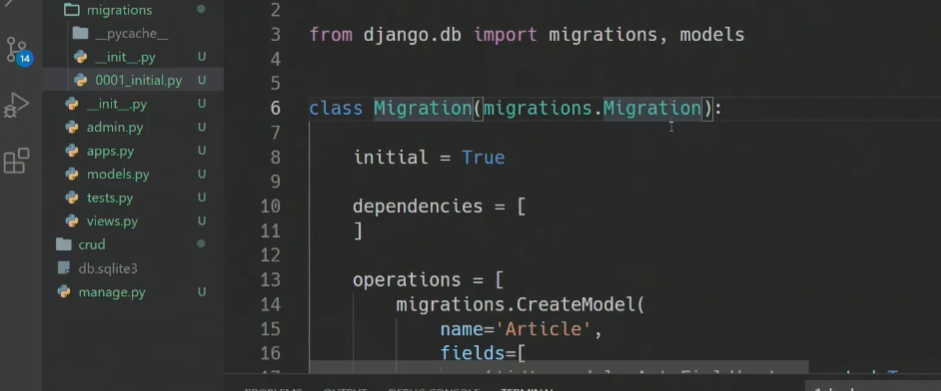 migrations
__pycache__
__init__.py U
0001_initial.py U
__init__.py U
admin.py U
apps.py U
models.py U
tests.py U
views.py U
crud
db.sqlite3
manage.py U
14
2
3 from django.db import migrations, models
4
5
6 class Migration(migrations.Migration):
7
8 initial = True
9
10 dependencies = [
11 ]
12
13 operations = [
14 migrations.CreateModel(
15 name='Article',
16 fields=[